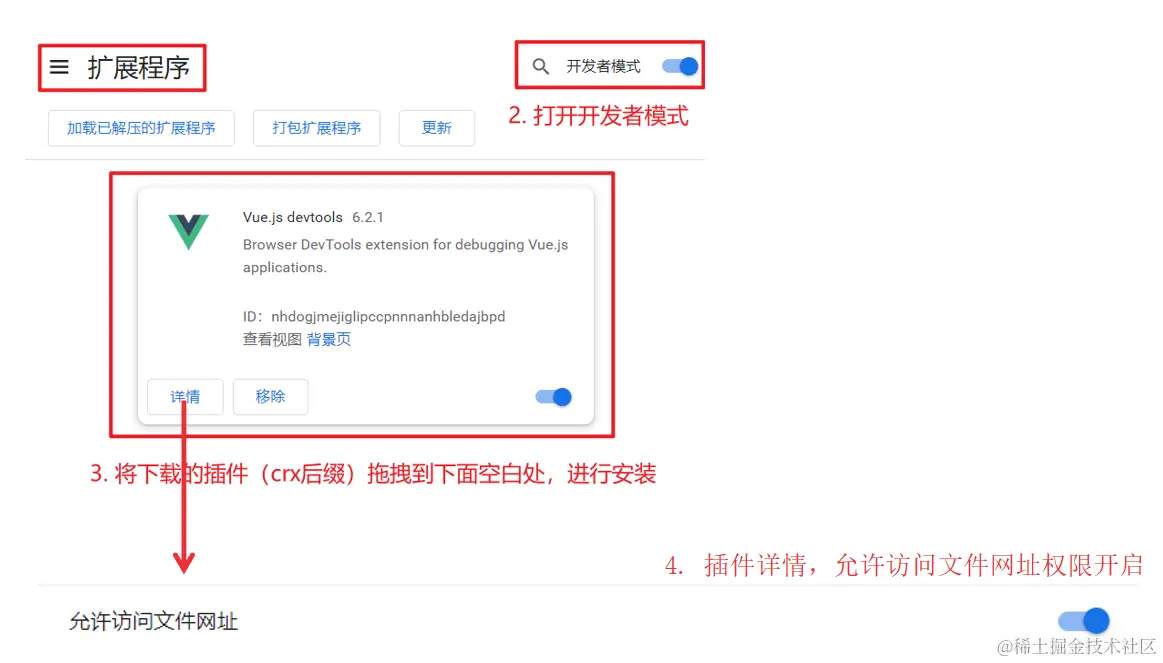 扩展程序
开发者模式
2. 打开开发者模式
加载已解压的扩展程序
打包扩展程序
更新
Vue.js devtools 6.2.1
Browser DevTools extension for debugging Vue.js
applications.
ID：nhdogjmejiglipccpnnnanhbledajbpd
查看视图 背景页
详情
移除
3. 将下载的插件（crx后缀）拖拽到下面空白处，进行安装
4. 插件详情，允许访问文件网址权限开启
允许访问文件网址
@稀土掘金技术社区